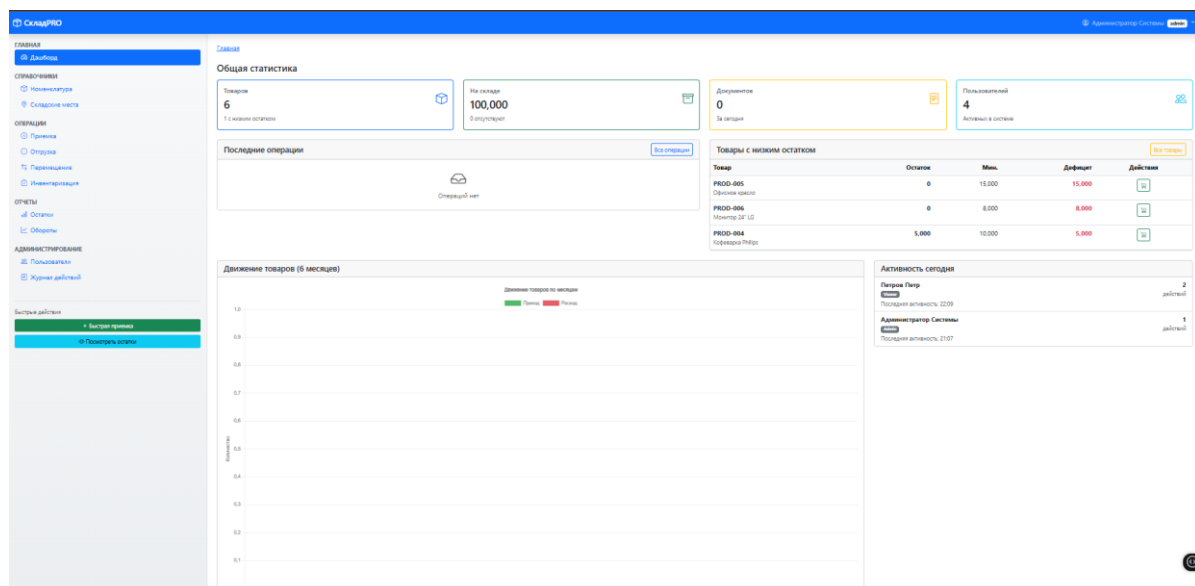 СкладPRO
Администратор Системы admin
ГЛАВНАЯ
Дашборд
СПРАВОЧНИКИ
Номенклатура
Складские места
ОПЕРАЦИИ
Приемка
Отгрузка
Перемещение
Инвентаризация
ОТЧЕТЫ
Остатки
Обороты
АДМИНИСТРИРОВАНИЕ
Пользователи
Журнал действий
Быстрые действия
+ Быстрая приемка
Посмотреть остатки
Главная
Общая статистика
Товаров
6
1 с низким остатком
На складе
100,000
0 отсутствуют
Документов
0
За сегодня
Пользователей
4
Активных в системе
Последние операции
Все операции
Операций нет
Товары с низким остатком
Все товары
Товар Остаток Мин. Дефицит Действия
PROD-005 0 15,000 15,000
Офисное кресло
PROD-006 0 8,000 8,000
Монитор 24" LG
PROD-004 5,000 10,000 5,000
Кофеварка Philips
Движение товаров (6 месяцев)
Движение товаров по месяцам
Приход Расход
Количество
1,0
0,9
0,8
0,7
0,6
0,5
0,4
0,3
0,2
0,1
Активность сегодня
Петров Петр 2
Viewer действий
Последняя активность: 22:09
Администратор Системы 1
Admin действий
Последняя активность: 21:07